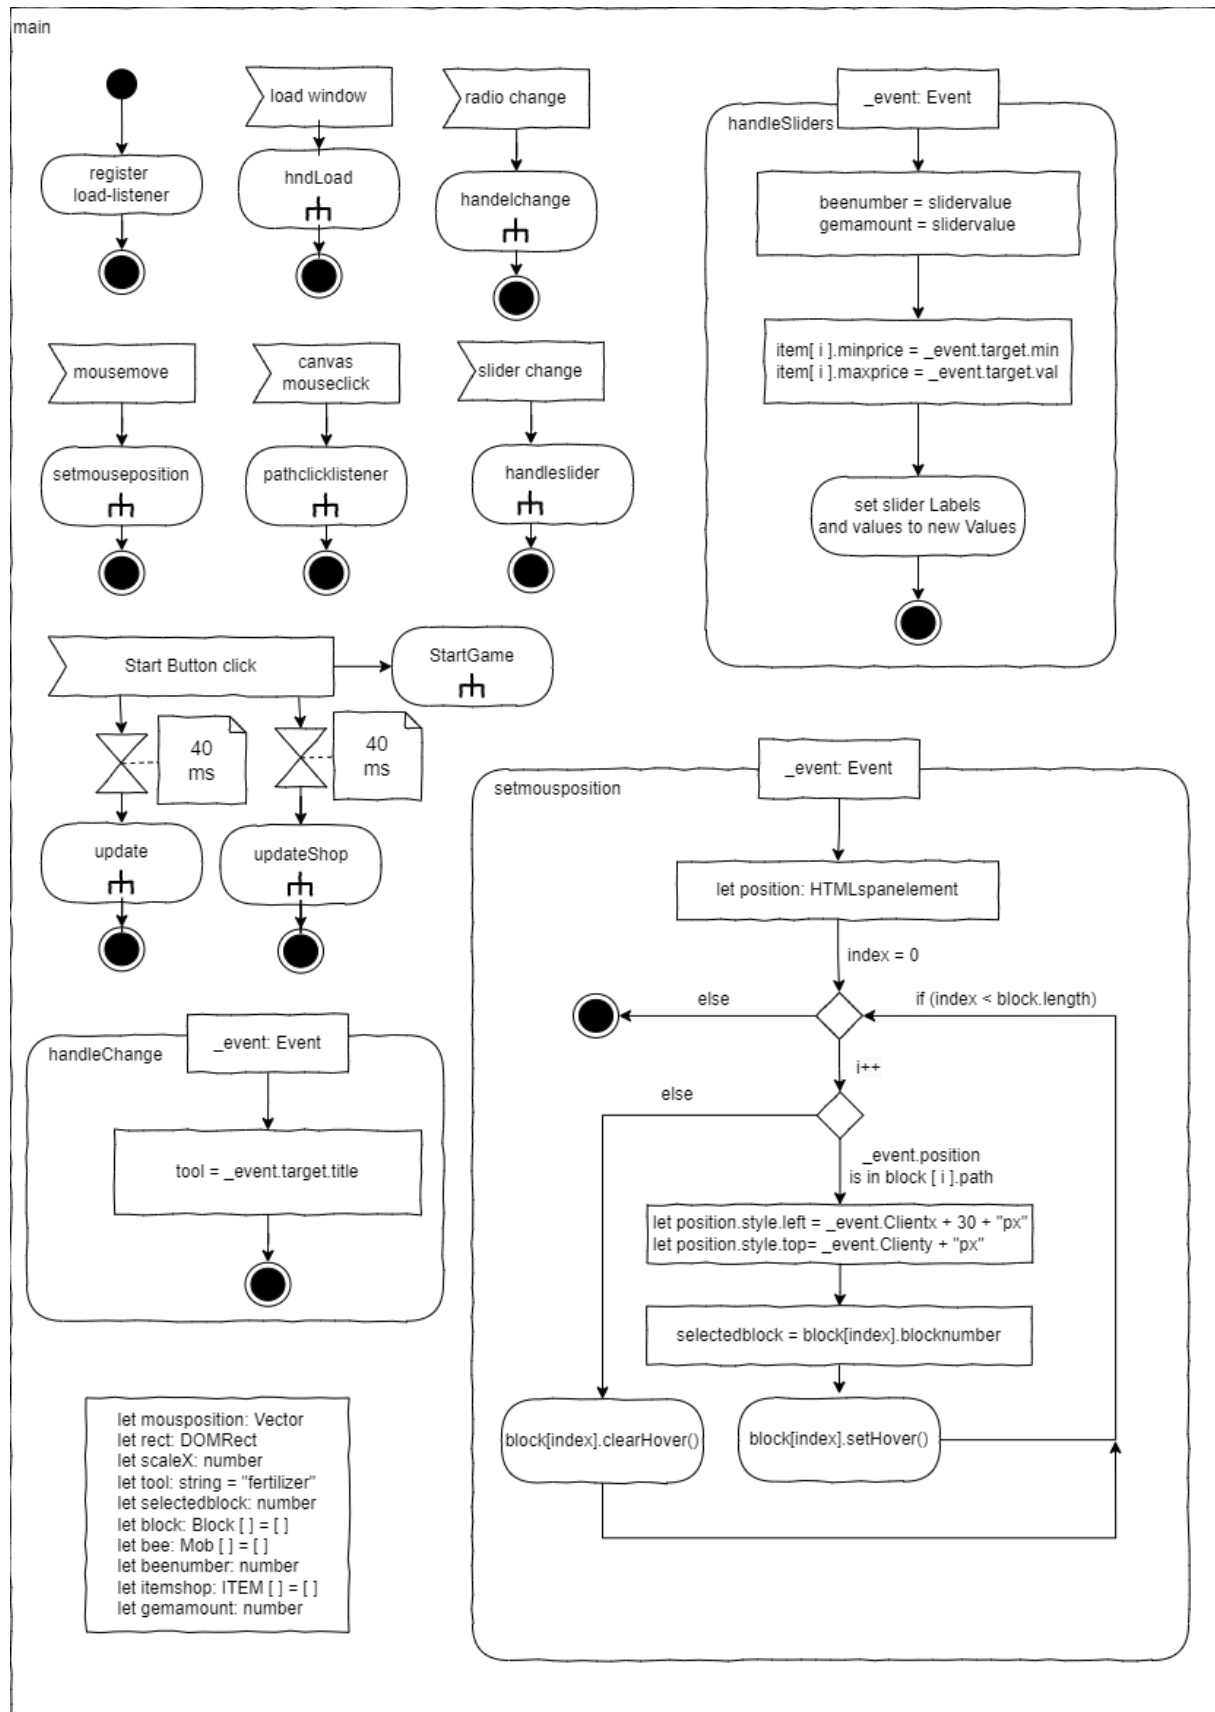 main
load window
radio change
_event: Event
handleSliders
register
load-listener
hndLoad
handelchange
beenumber = slidervalue
gemamount = slidervalue
mousemove
canvas
mouseclick
slider change
item[ i ].minprice = _event.target.min
item[ i ].maxprice = _event.target.val
setmouseposition
pathclicklistener
handleslider
set slider Labels
and values to new Values
Start Button click
StartGame
40
ms
40
ms
_event: Event
setmousposition
update
updateShop
let position: HTMLspanelement
index = 0
else
if (index < block.length)
handleChange
_event: Event
i++
else
tool = _event.target.title
_event.position
is in block [ i ].path
let position.style.left = _event.Clientx + 30 + "px"
let position.style.top= _event.Clienty + "px"
selectedblock = block[index].blocknumber
block[index].clearHover()
block[index].setHover()
let mousposition: Vector
let rect: DOMRect
let scaleX: number
let tool: string = "fertilizer"
let selectedblock: number
let block: Block [ ] = [ ]
let bee: Mob [ ] = [ ]
let beenumber: number
let itemshop: ITEM [ ] = [ ]
let gemamount: number